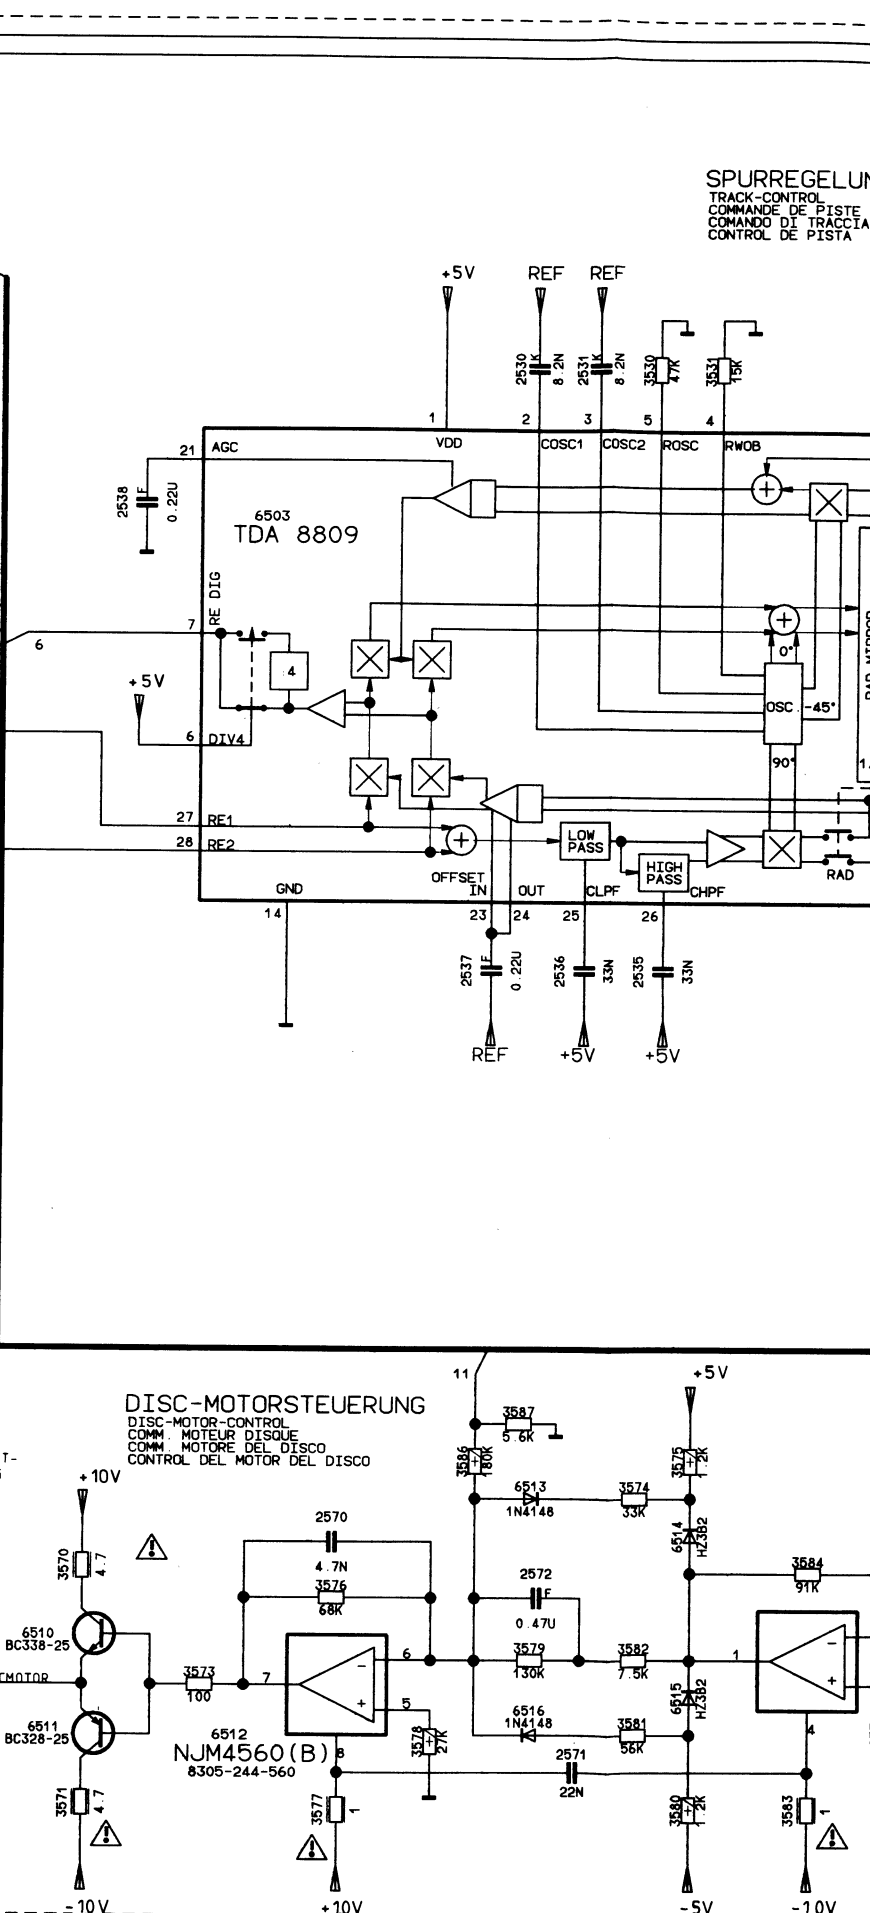 SPURREGELUN
TRACK-CONTROL
COMMANDE DE PISTE
COMANDO DI TRACCIA
CONTROL DE PISTA
+5V
REF
REF
2530
K
8.2N
2531
K
8.2N
3530
47K
3531
15K
1
2
3
5
4
21
AGC
VDD
COSC1
COSC2
ROSC
RWOB
2538
F
0.22U
6503
TDA 8809
RE DIG
7
6
4
0°
+5V
OSC.
-45°
6
DIV4
90°
1.
27
RE1
28
RE2
LOW
PASS
HIGH
PASS
RAD
OFFSET
IN
OUT
CLPF
CHPF
GND
14
23
24
25
26
2537
F
0.22U
2536
33N
2535
33N
REF
+5V
+5V
11
+5V
DISC-MOTORSTEUERUNG
DISC-MOTOR-CONTROL
COMM. MOTEUR DISQUE
COMM. MOTORE DEL DISCO
CONTROL DEL MOTOR DEL DISCO
T-
3587
5.6K
3586
180K
3575
1.2K
+10V
6513
1N4148
3574
33K
6514
HZ3B2
2570
4.7N
3570
4.7
3576
68K
2572
F
0.47U
3584
91K
6510
BC338-25
CMOTOR
3573
100
7
6
5
3579
130K
3582
7.5K
1
6515
HZ3B2
6511
BC328-25
6512
NJM4560(B)
8305-244-560
8
3578
27K
6516
1N4148
3581
56K
4
2571
22N
3571
4.7
3577
1
3580
1.2K
3583
1
-10V
+10V
-5V
-10V